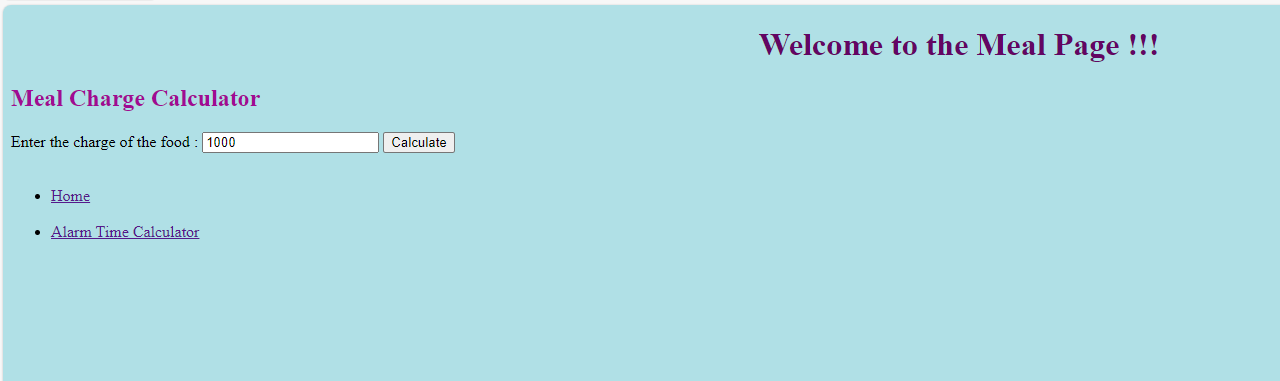 Welcome to the Meal Page !!!
Meal Charge Calculator
Enter the charge of the food : 1000 Calculate
Home
Alarm Time Calculator